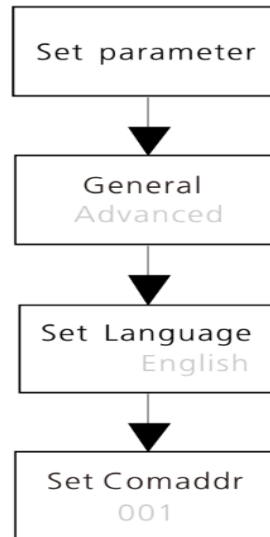 Set parameter
General
Advanced
Set Language
English
Set Comaddr
001